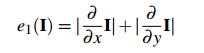 e₁(𝐈) = |∂/∂x 𝐈| + |∂/∂y 𝐈|